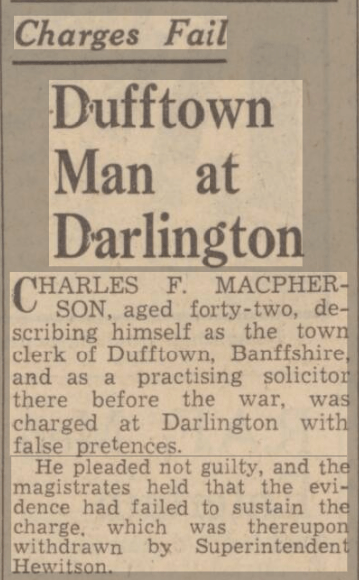 Charges Fail
Dufftown
Man at
Darlington
CHARLES F. MACPHER-
SON, aged forty-two, de-
scribing himself as the town
clerk of Dufftown, Banffshire,
and as a practising solicitor
there before the war, was
charged at Darlington with
false pretences.
He pleaded not guilty, and the
magistrates held that the evi-
dence had failed to sustain the
charge, which was thereupon
withdrawn by Superintendent
Hewitson.